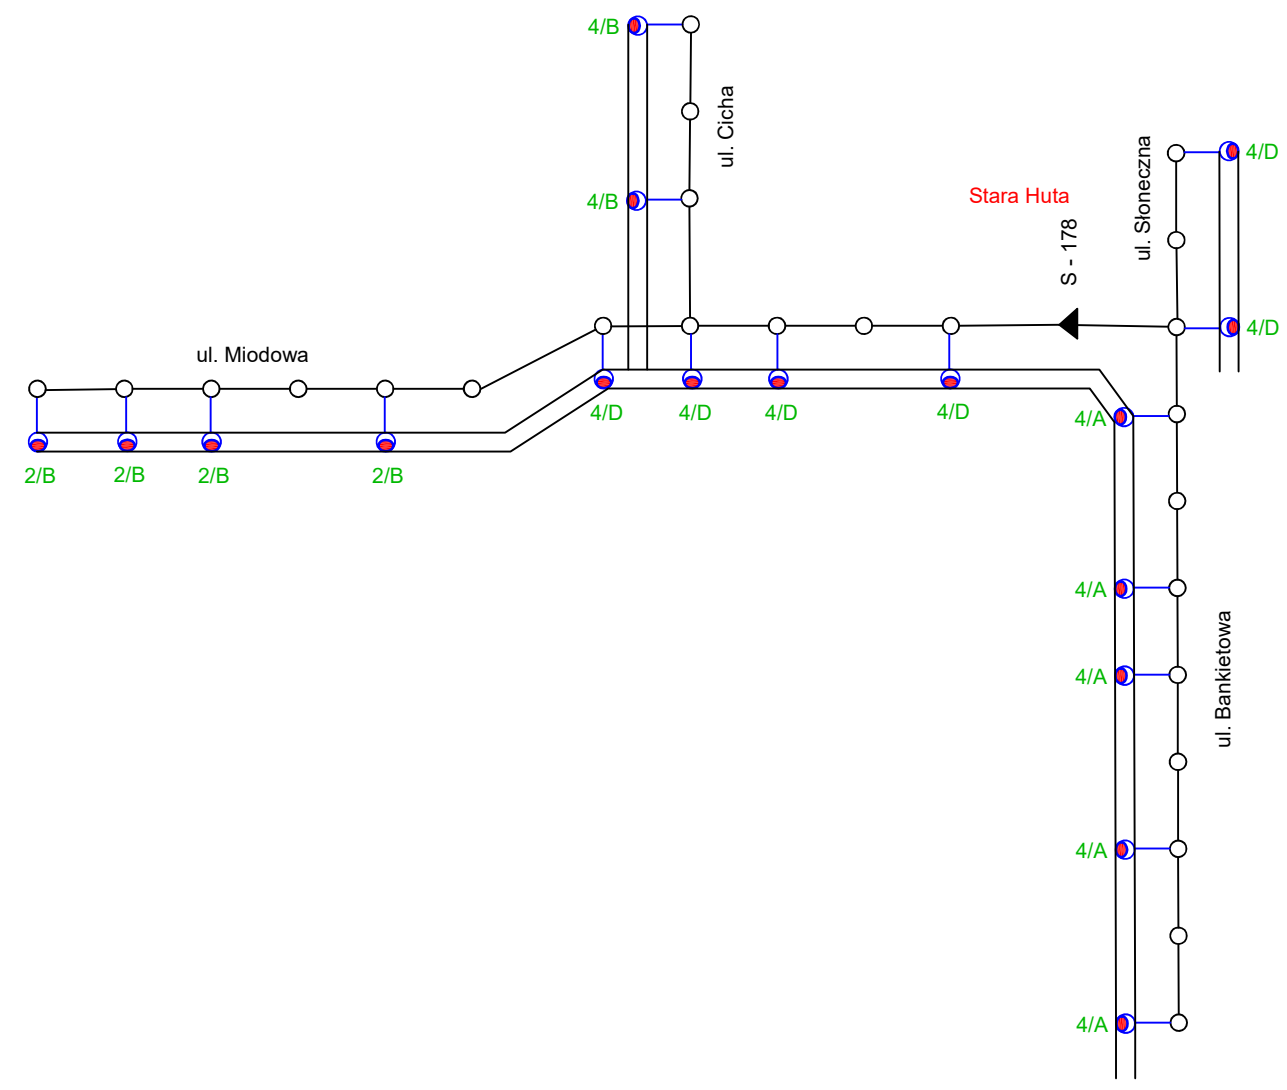 4/B
ul. Cicha
4/B
ul. Słoneczna
4/D
Stara Huta
S - 178
4/D
ul. Miodowa
4/D
4/D
4/D
4/D
4/A
2/B
2/B
2/B
2/B
4/A
4/A
ul. Bankietowa
4/A
4/A